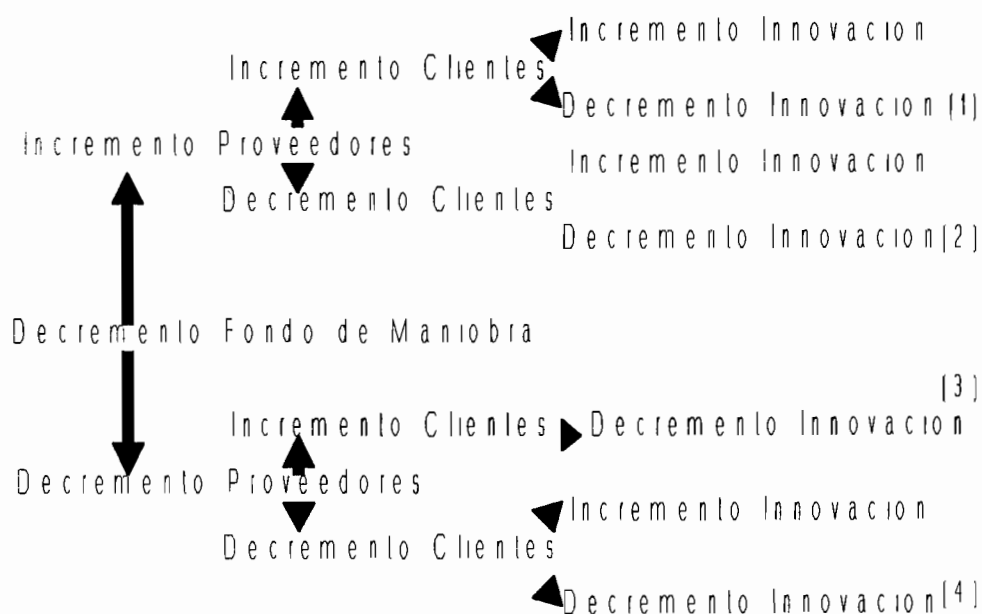 Incremento Innovacion
Incremento Clientes
Decremento Innovacion (1)
Incremento Proveedores
Incremento Innovacion
Decremento Clientes
Decremento Innovacion(2)
Decremento Fondo de Maniobra
(3)
Incremento Clientes Decremento Innovacion
Decremento Proveedores
Incremento Innovacion
Decremento Clientes
Decremento Innovacion(4)